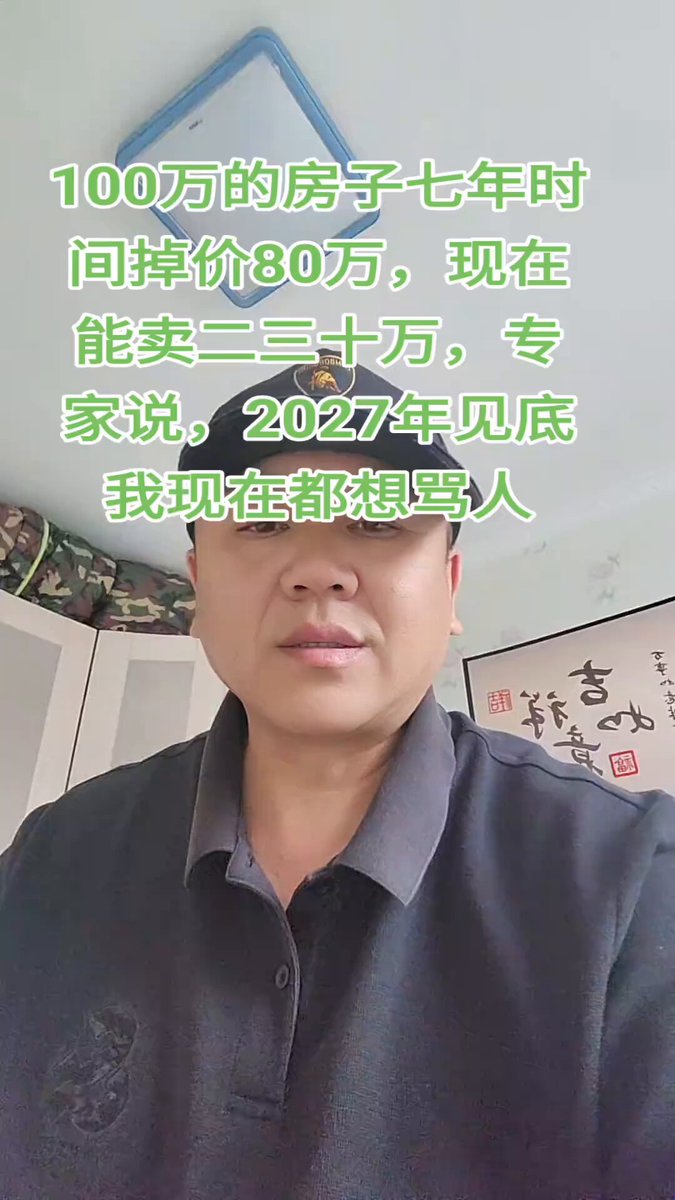 100万的房子七年时
间掉价80万，现在
能卖二三十万，专
家说，2027年见底
我现在都想骂人
吉祥如意